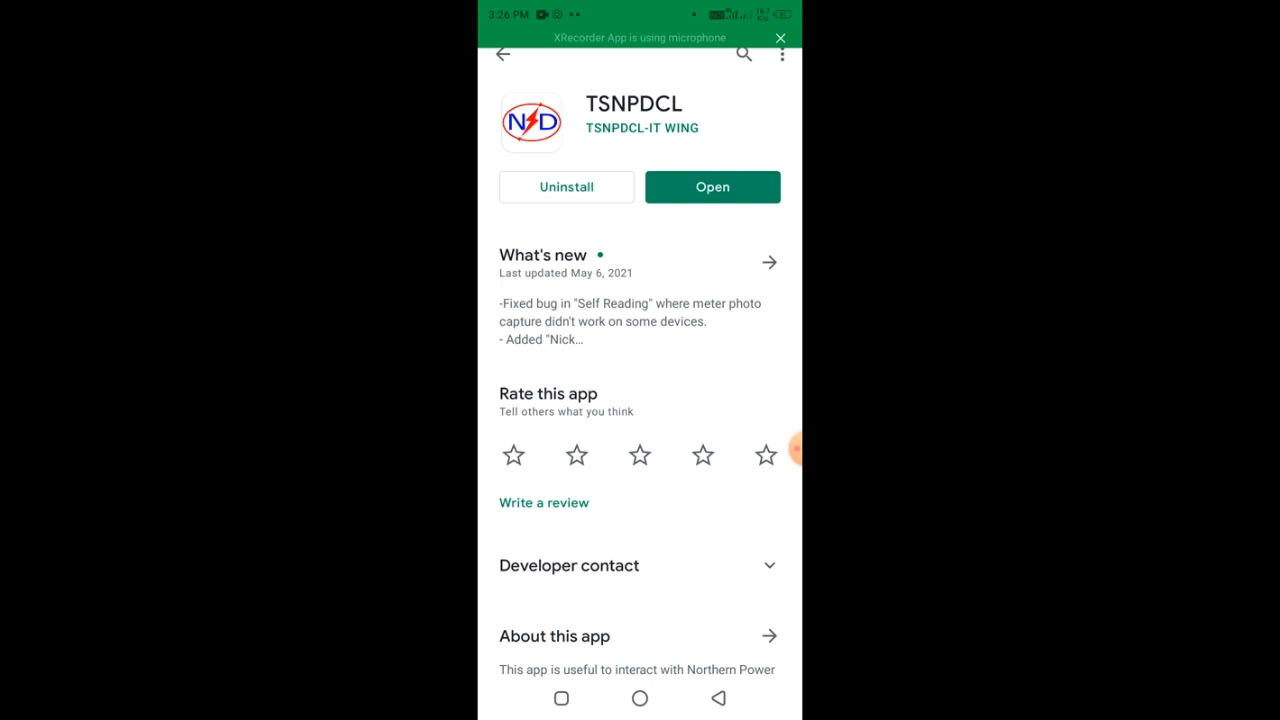 3:26 PM
16.7
K/s
XRecorder App is using microphone
TSNPDCL
TSNPDCL-IT WING
N D
Uninstall
Open
What's new
Last updated May 6, 2021
-Fixed bug in "Self Reading" where meter photo
capture didn't work on some devices.
- Added "Nick…
Rate this app
Tell others what you think
Write a review
Developer contact
About this app
This app is useful to interact with Northern Power